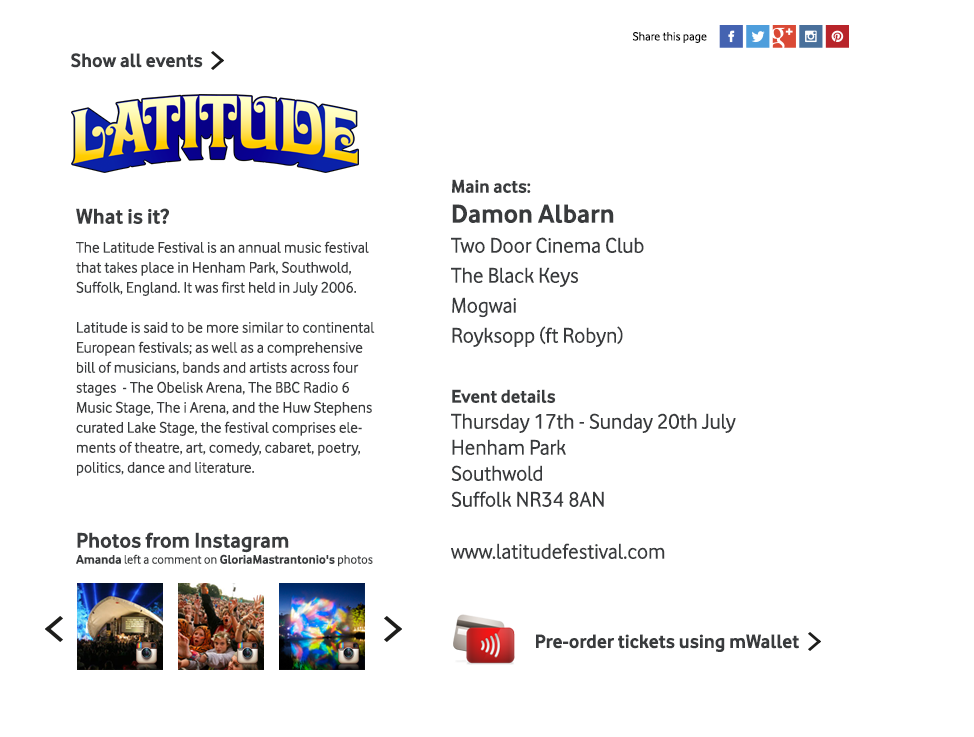 Share this page
Show all events
LATITUDE
What is it?
The Latitude Festival is an annual music festival
that takes place in Henham Park, Southwold,
Suffolk, England. It was first held in July 2006.
Latitude is said to be more similar to continental
European festivals; as well as a comprehensive
bill of musicians, bands and artists across four
stages  - The Obelisk Arena, The BBC Radio 6
Music Stage, The i Arena, and the Huw Stephens
curated Lake Stage, the festival comprises ele-
ments of theatre, art, comedy, cabaret, poetry,
politics, dance and literature.
Photos from Instagram
Amanda left a comment on GloriaMastrantonio's photos
Main acts:
Damon Albarn
Two Door Cinema Club
The Black Keys
Mogwai
Royksopp (ft Robyn)
Event details
Thursday 17th - Sunday 20th July
Henham Park
Southwold
Suffolk NR34 8AN
www.latitudefestival.com
Pre-order tickets using mWallet